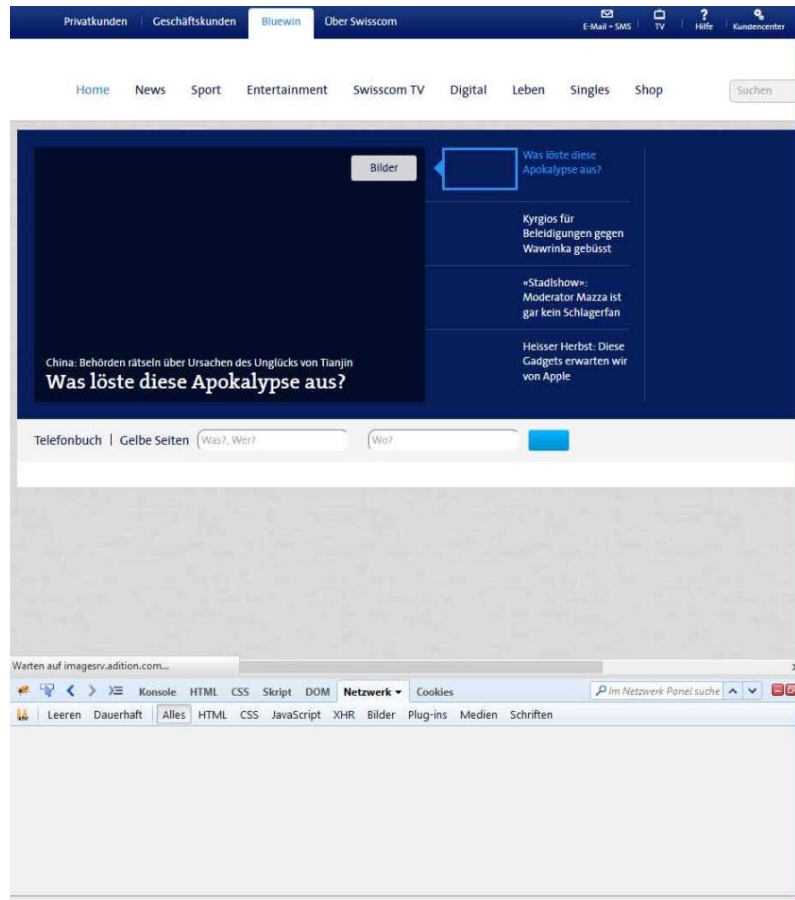 Privatkunden Geschäftskunden Bluewin Über Swisscom E-Mail + SMS TV Hilfe Kundencenter
Home News Sport Entertainment Swisscom TV Digital Leben Singles Shop Suchen
Bilder
Was löste diese
Apokalypse aus?
Kyrgios für
Beleidigungen gegen
Wawrinka gebüsst
«Stadlshow»:
Moderator Mazza ist
gar kein Schlagerfan
Heisser Herbst: Diese
Gadgets erwarten wir
von Apple
China: Behörden rätseln über Ursachen des Unglücks von Tianjin
Was löste diese Apokalypse aus?
Telefonbuch | Gelbe Seiten Was?, Wer? Wo?
Warten auf imagesrv.adition.com...
Konsole HTML CSS Skript DOM Netzwerk Cookies Im Netzwerk Panel suche
Leeren Dauerhaft Alles HTML CSS JavaScript XHR Bilder Plug-ins Medien Schriften